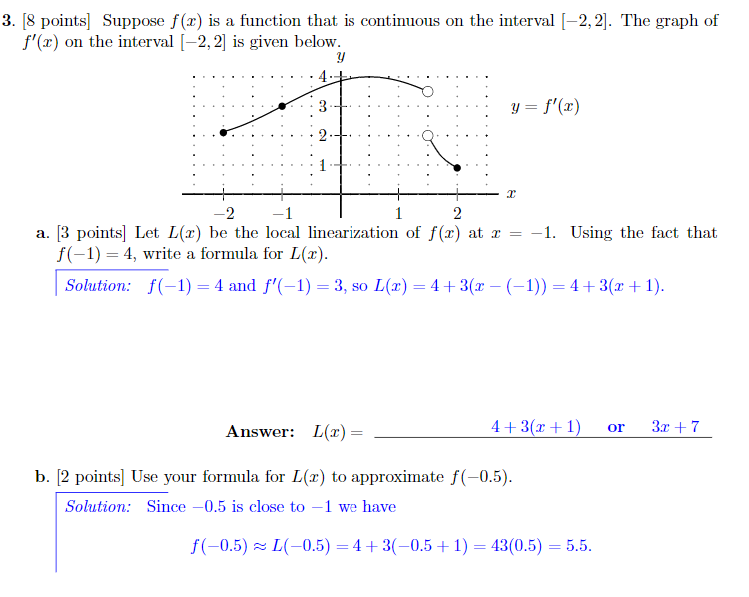 3. [8 points] Suppose f(x) is a function that is continuous on the interval [−2, 2]. The graph of
f′(x) on the interval [−2, 2] is given below.
y
4
3
y = f′(x)
2
1
x
−2 −1 1 2
a. [3 points] Let L(x) be the local linearization of f(x) at x = −1. Using the fact that
f(−1) = 4, write a formula for L(x).
Solution: f(−1) = 4 and f′(−1) = 3, so L(x) = 4 + 3(x − (−1)) = 4 + 3(x + 1).
Answer: L(x) = 4 + 3(x + 1) or 3x + 7
b. [2 points] Use your formula for L(x) to approximate f(−0.5).
Solution: Since −0.5 is close to −1 we have
f(−0.5) ≈ L(−0.5) = 4 + 3(−0.5 + 1) = 43(0.5) = 5.5.